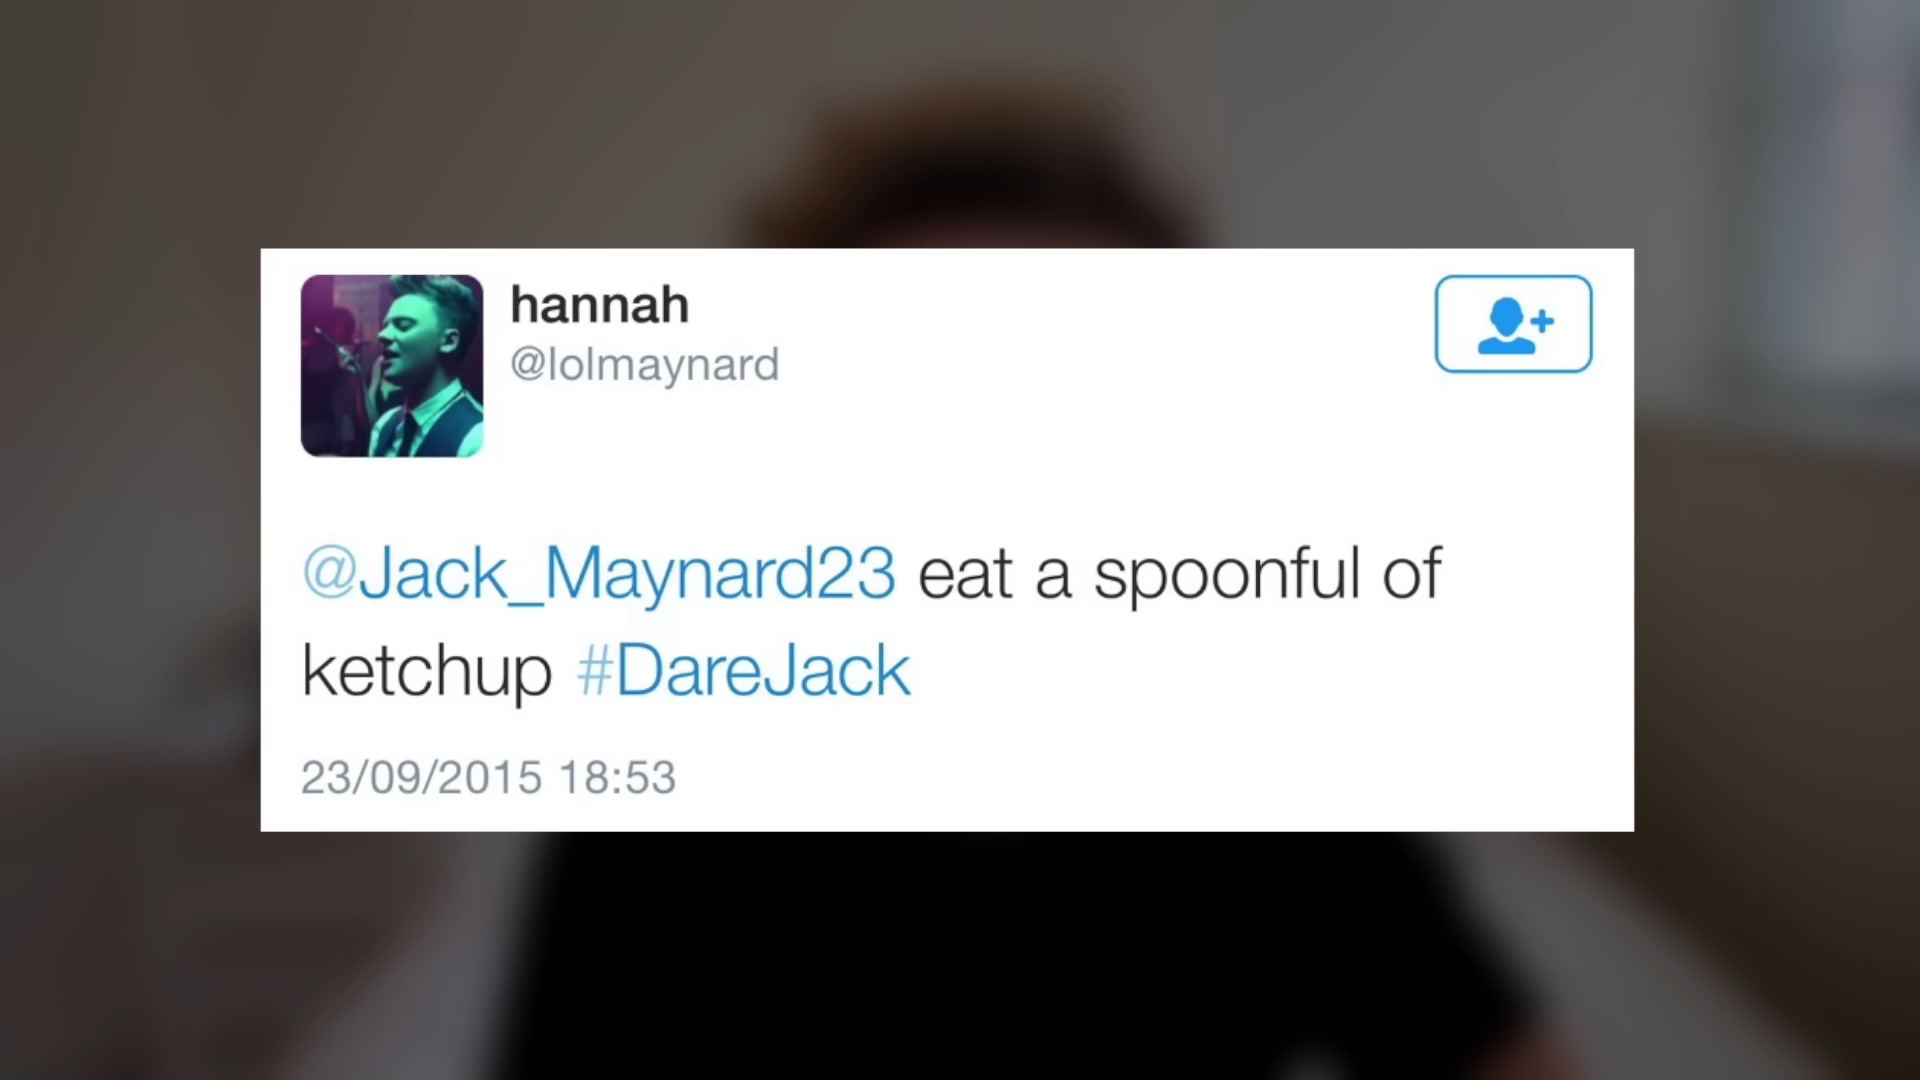 hannah
@lolmaynard
@Jack_Maynard23 eat a spoonful of
ketchup #DareJack
23/09/2015 18:53